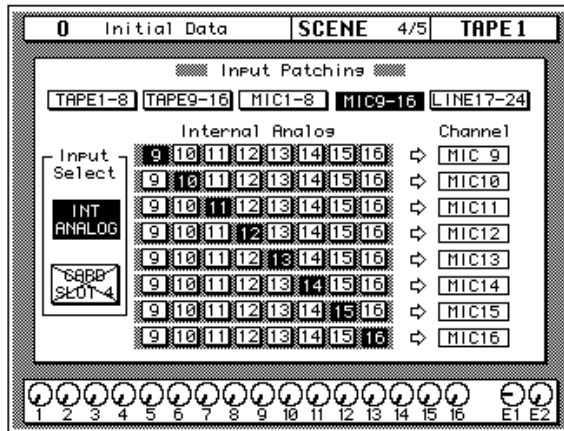 0 Initial Data SCENE 4/5 TAPE1
Input Patching
TAPE1-8 TAPE9-16 MIC1-8 MIC9-16 LINE17-24
Internal Analog Channel
Input Select
INT ANALOG
CARD SLOT 4
9 10 11 12 13 14 15 16 ⇨ MIC 9
9 10 11 12 13 14 15 16 ⇨ MIC10
9 10 11 12 13 14 15 16 ⇨ MIC11
9 10 11 12 13 14 15 16 ⇨ MIC12
9 10 11 12 13 14 15 16 ⇨ MIC13
9 10 11 12 13 14 15 16 ⇨ MIC14
9 10 11 12 13 14 15 16 ⇨ MIC15
9 10 11 12 13 14 15 16 ⇨ MIC16
1 2 3 4 5 6 7 8 9 10 11 12 13 14 15 16 E1 E2